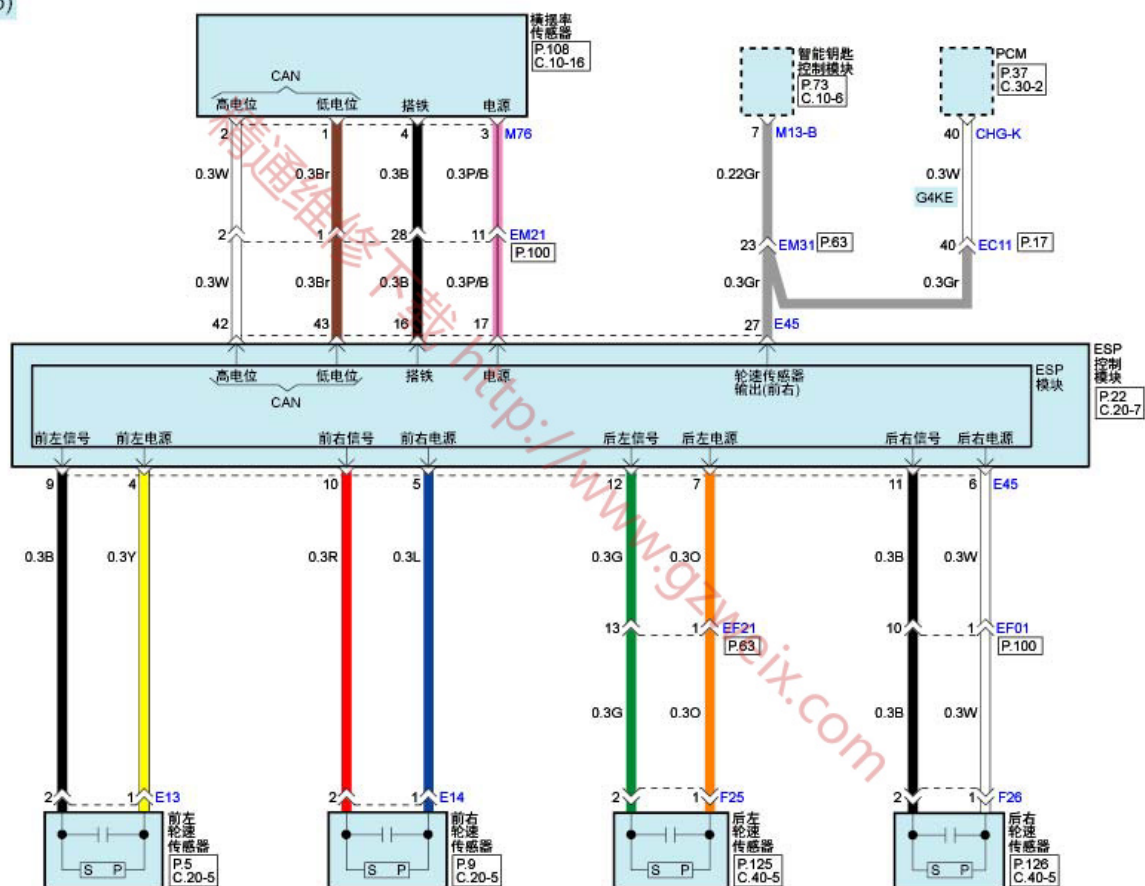 横摆率
传感器
P.108
C.10-16
CAN
高电位 低电位 搭铁 电源
智能钥匙
控制模块
P.73
C.10-6
PCM
P.37
C.30-2
2 1 4 3 M76
7 M13-B
40 CHG-K
0.3W 0.3Br 0.3B 0.3P/B
0.22Gr
0.3W
G4KE
2 1 28 11 EM21
P.100
23 EM31 P.63
40 EC11 P.17
0.3W 0.3Br 0.3B 0.3P/B
0.3Gr
0.3Gr
42 43 16 17 27 E45
ESP
控制
模块
P.22
C.20-7
ESP
模块
高电位 低电位 搭铁 电源
CAN
轮速传感器
输出(前右)
前左信号 前左电源 前右信号 前右电源 后左信号 后左电源 后右信号 后右电源
9 4 10 5 12 7 11 6 E45
0.3B 0.3Y 0.3R 0.3L 0.3G 0.3O 0.3B 0.3W
13 1 EF21
P.63
10 1 EF01
P.100
0.3G 0.3O 0.3B 0.3W
2 1 E13
2 1 E14
2 1 F25
2 1 F26
前左
轮速
传感器
P.5
C.20-5
S P
前右
轮速
传感器
P.9
C.20-5
S P
后左
轮速
传感器
P.125
C.40-5
S P
后右
轮速
传感器
P.126
C.40-5
S P
精通维修下载 http://www.gzweix.com